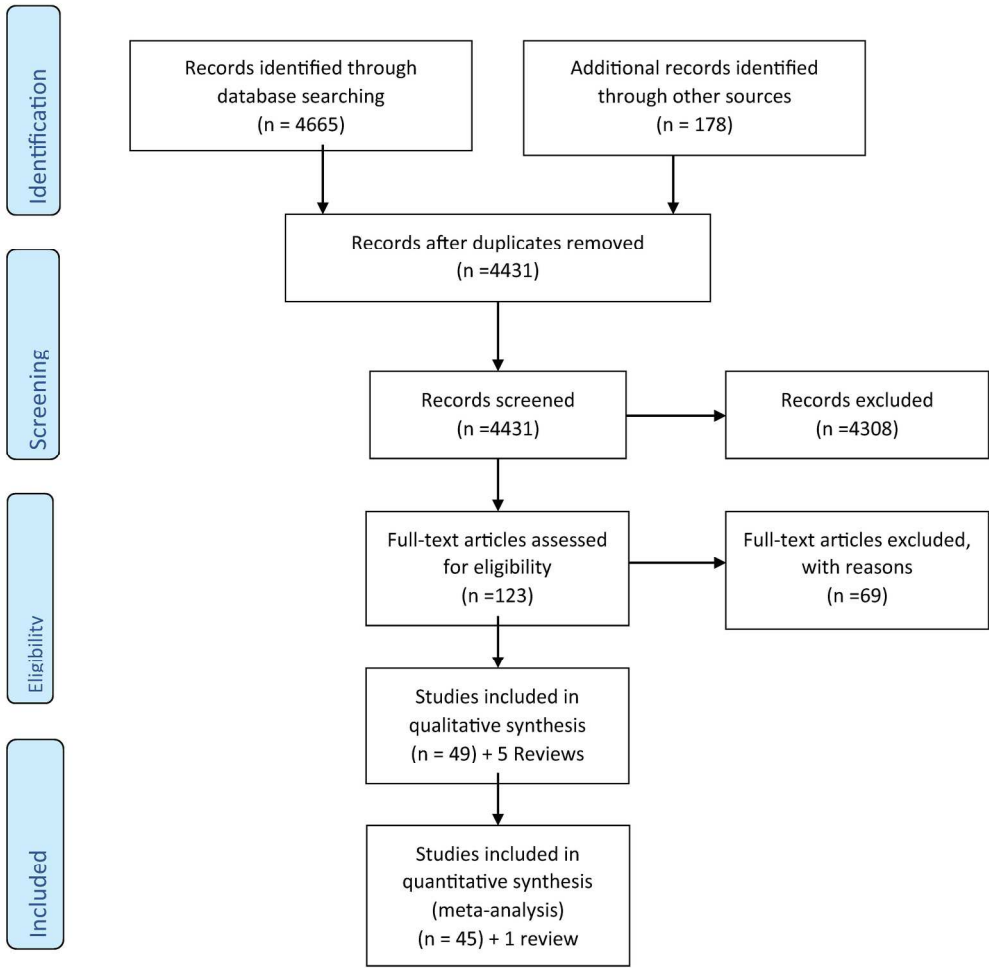 Identification
Records identified through
database searching
(n = 4665)
Additional records identified
through other sources
(n = 178)
Records after duplicates removed
(n =4431)
Screening
Records screened
(n =4431)
Records excluded
(n =4308)
Eligibility
Full-text articles assessed
for eligibility
(n =123)
Full-text articles excluded,
with reasons
(n =69)
Studies included in
qualitative synthesis
(n = 49) + 5 Reviews
Included
Studies included in
quantitative synthesis
(meta-analysis)
(n = 45) + 1 review